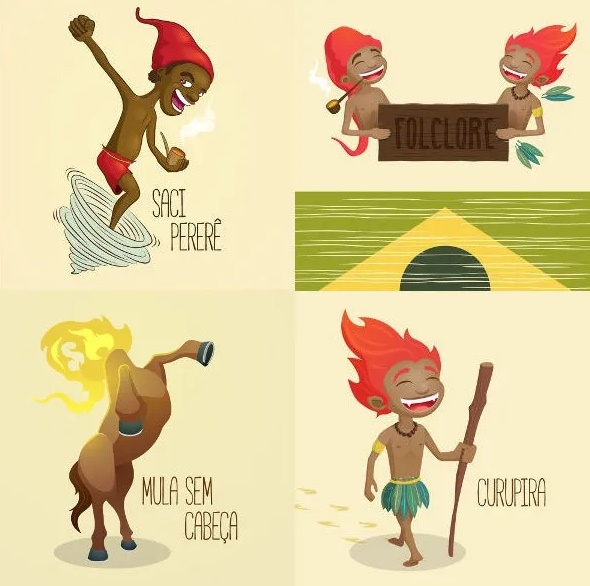 SACI
PERERÊ
FOLCLORE
MULA SEM
CABEÇA
CURUPIRA